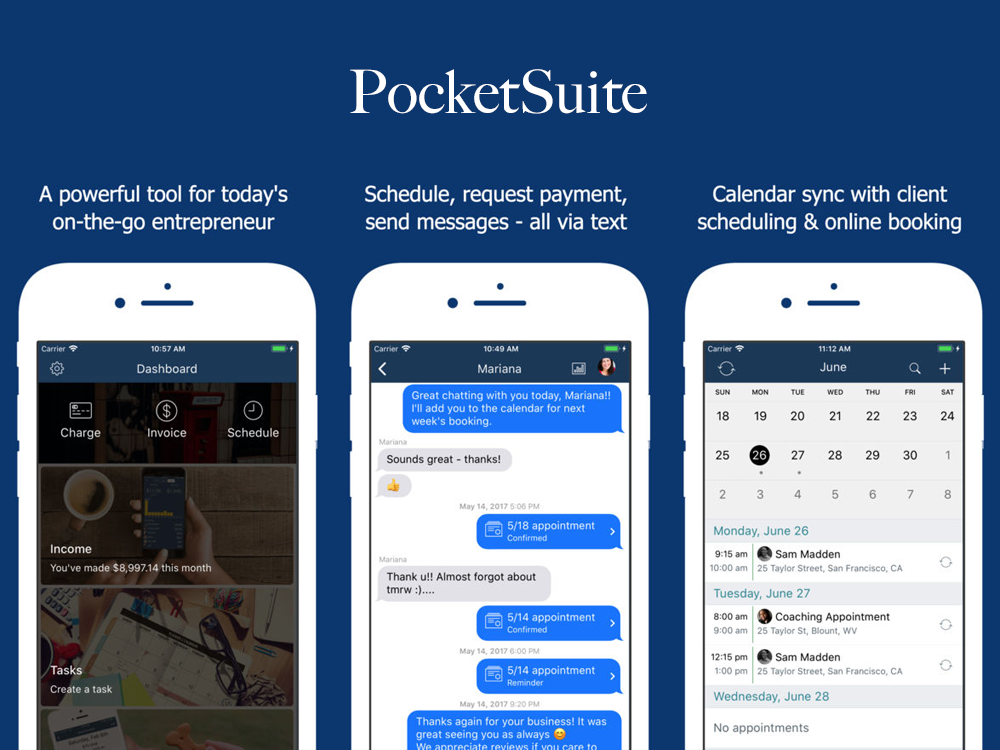 PocketSuite
A powerful tool for today's
on-the-go entrepreneur
Schedule, request payment,
send messages - all via text
Calendar sync with client
scheduling & online booking
Carrier 10:57 AM
Dashboard
Charge Invoice Schedule
Income
You've made $8,997.14 this month
Tasks
Create a task
Carrier 10:49 AM
Mariana
Great chatting with you today, Mariana!!
I'll add you to the calendar for next
week's booking.
Mariana
Sounds great - thanks!
👍
May 14, 2017 5:06 PM
5/18 appointment
Confirmed
Mariana
Thank u!! Almost forgot about
tmrw :)....
5/14 appointment
Confirmed
May 14, 2017 6:00 PM
5/14 appointment
Reminder
May 14, 2017 9:20 PM
Thanks again for your business! It was
great seeing you as always 😊
We appreciate reviews if you care to
Carrier 11:12 AM
June
SUN MON TUE WED THU FRI SAT
18 19 20 21 22 23 24
25 26 27 28 29 30 1
2 3 4 5 6 7 8
Monday, June 26
9:15 am Sam Madden
10:00 am 25 Taylor Street, San Francisco, CA
Tuesday, June 27
8:00 am Coaching Appointment
9:00 am 25 Taylor St, Blount, WV
12:15 pm Sam Madden
1:00 pm 25 Taylor Street, San Francisco, CA
Wednesday, June 28
No appointments